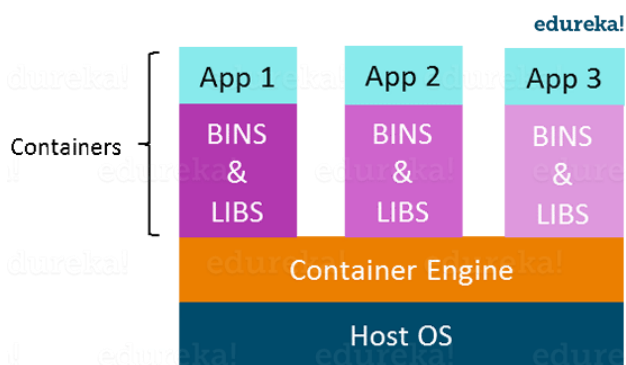 edureka!
App 1
App 2
App 3
Containers
BINS
&
LIBS
BINS
&
LIBS
BINS
&
LIBS
Container Engine
Host OS